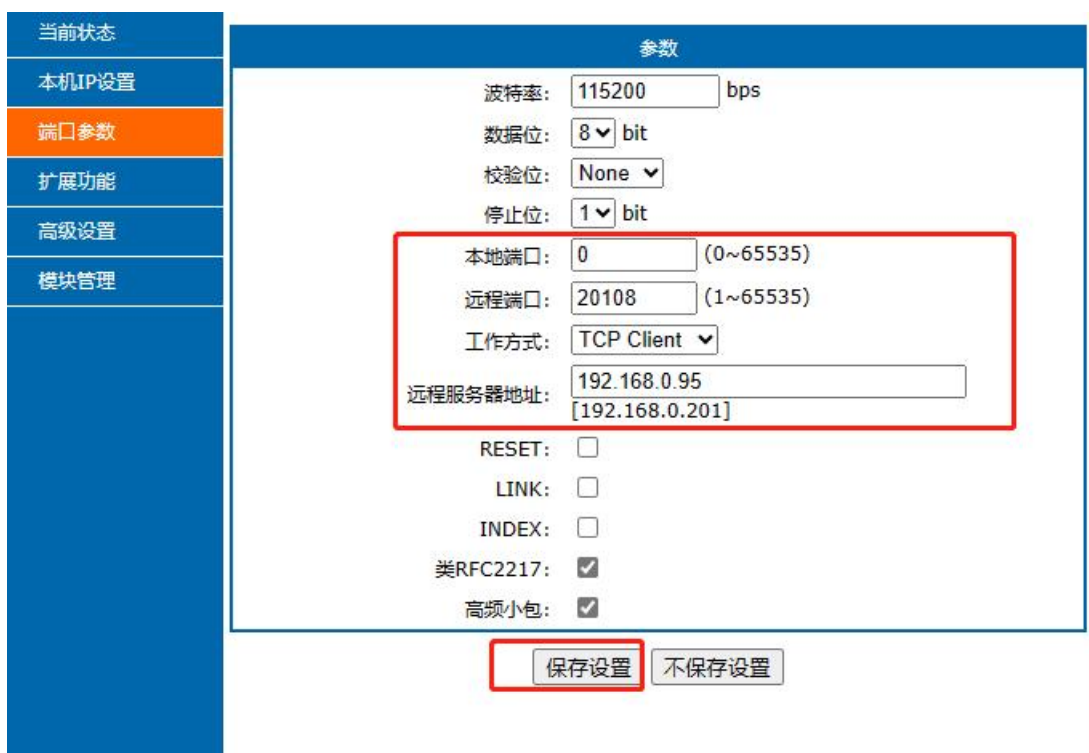 当前状态
本机IP设置
端口参数
扩展功能
高级设置
模块管理
参数
波特率: 115200 bps
数据位: 8 bit
校验位: None
停止位: 1 bit
本地端口: 0 (0~65535)
远程端口: 20108 (1~65535)
工作方式: TCP Client
远程服务器地址: 192.168.0.95
[192.168.0.201]
RESET:
LINK:
INDEX:
类RFC2217:
高频小包:
保存设置 不保存设置